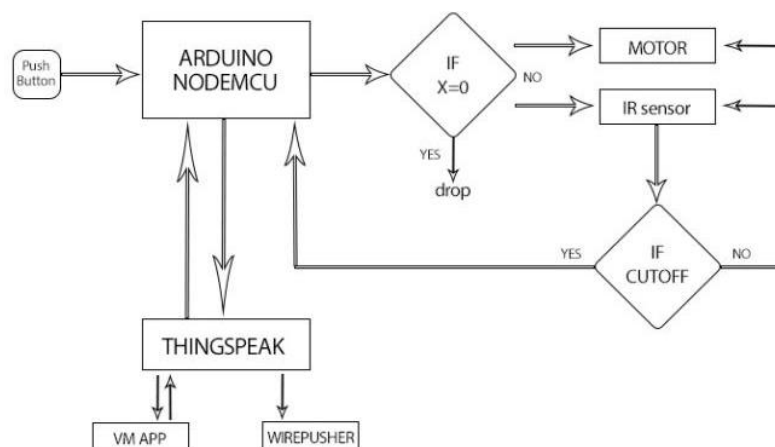 Push
Button
ARDUINO
NODEMCU
IF
X=0
NO
YES
drop
MOTOR
IR sensor
YES
IF
CUTOFF
NO
THINGSPEAK
VM APP
WIREPUSHER